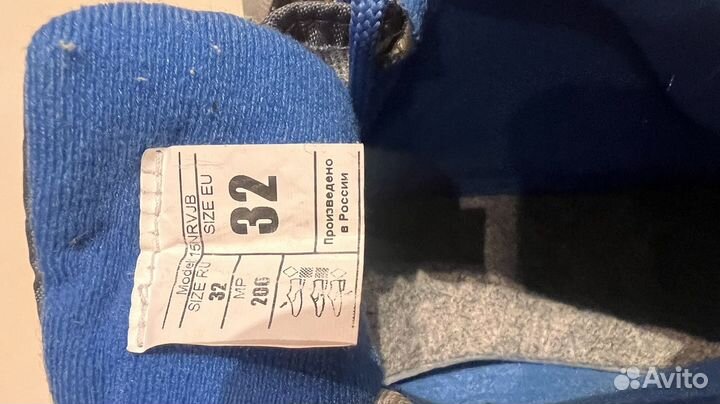 Model 15NRVJB
SIZE RU
32
SIZE EU
32
MP
200
Произведено
в России
Avito